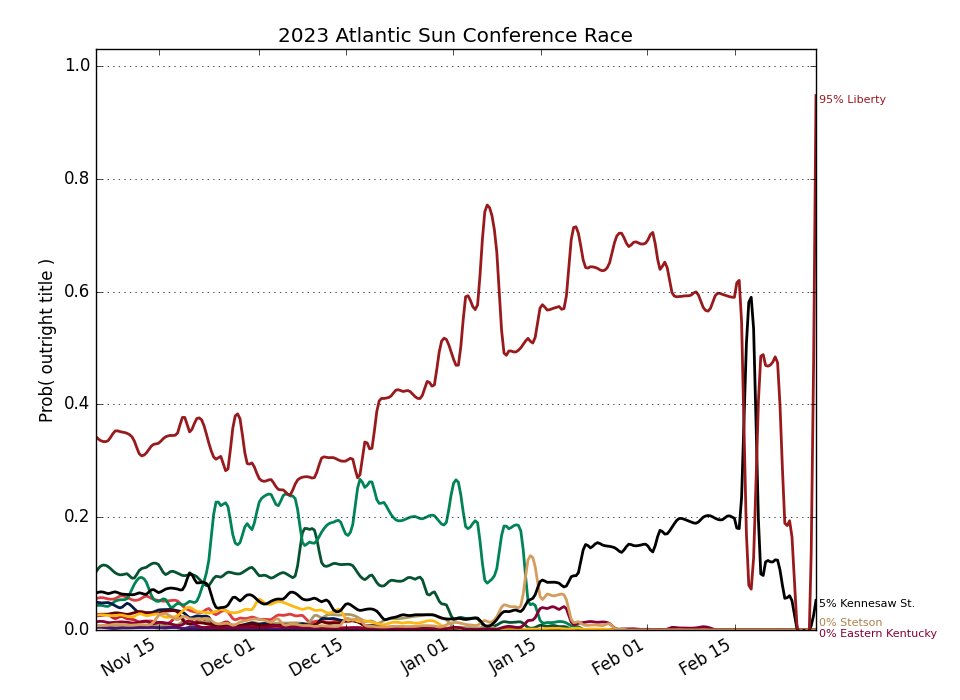 2023 Atlantic Sun Conference Race
1.0
0.8
0.6
0.4
0.2
0.0
Prob( outright title )
Nov 15
Dec 01
Dec 15
Jan 01
Jan 15
Feb 01
Feb 15
95% Liberty
5% Kennesaw St.
0% Stetson
0% Eastern Kentucky